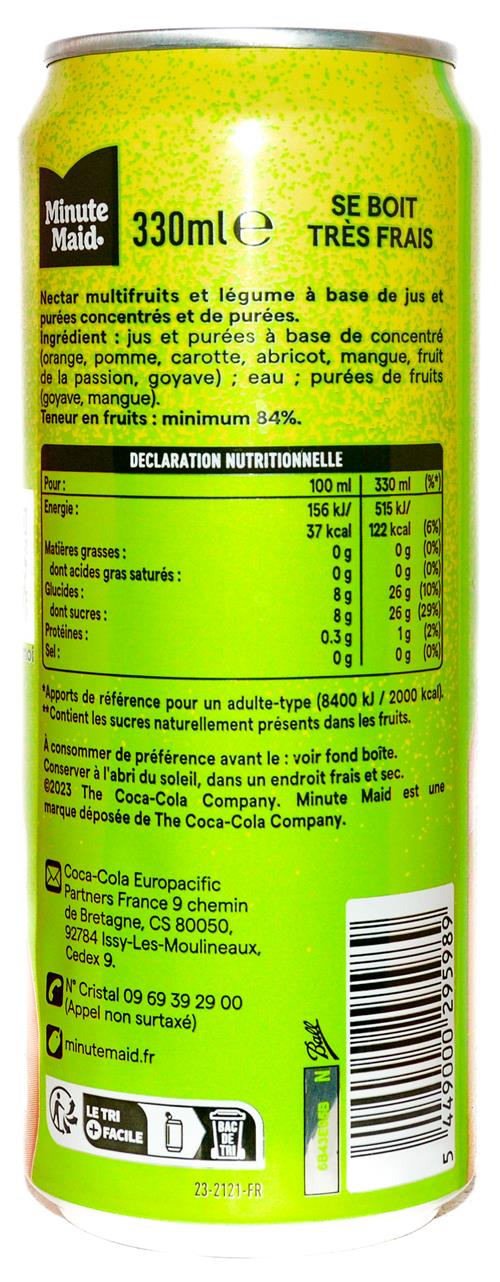 Minute
Maid
330ml e
SE BOIT
TRÈS FRAIS
Nectar multifruits et légume à base de jus et
purées concentrés et de purées.
Ingrédient : jus et purées à base de concentré
(orange, pomme, carotte, abricot, mangue, fruit
de la passion, goyave) ; eau ; purées de fruits
(goyave, mangue).
Teneur en fruits : minimum 84%.
DECLARATION NUTRITIONNELLE
Pour : 100 ml 330 ml (%*)
Energie : 156 kJ/ 515 kJ/
37 kcal 122 kcal (6%)
Matières grasses : 0 g 0 g (0%)
dont acides gras saturés : 0 g 0 g (0%)
Glucides : 8 g 26 g (10%)
dont sucres : 8 g 26 g (29%)
Protéines : 0.3 g 1 g (2%)
Sel : 0 g 0 g (0%)
*Apports de référence pour un adulte-type (8400 kJ / 2000 kcal).
**Contient les sucres naturellement présents dans les fruits.
À consommer de préférence avant le : voir fond boîte.
Conserver à l'abri du soleil, dans un endroit frais et sec.
©2023 The Coca-Cola Company. Minute Maid est une
marque déposée de The Coca-Cola Company.
Coca-Cola Europacific
Partners France 9 chemin
de Bretagne, CS 80050,
92784 Issy-Les-Moulineaux,
Cedex 9.
N° Cristal 09 69 39 29 00
(Appel non surtaxé)
minutemaid.fr
LE TRI
+ FACILE
BAC
DE
TRI
23-2121-FR
Ball
N
5 449000 295989